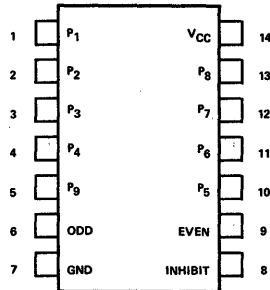 1 P1 VCC 14
2 P2 P8 13
3 P3 P7 12
4 P4 P6 11
5 P9 P5 10
6 ODD EVEN 9
7 GND INHIBIT 8